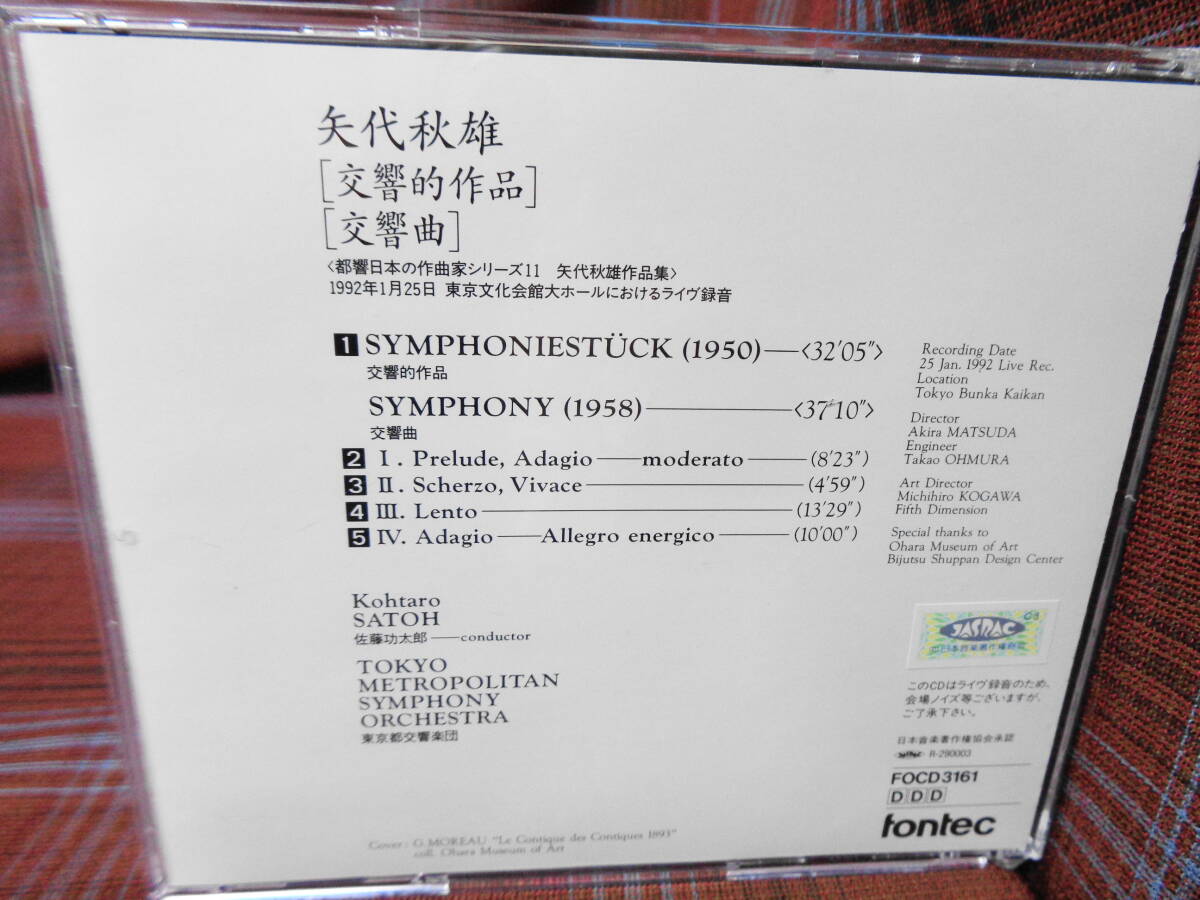 矢代秋雄
[交響的作品]
[交響曲]
〈都響日本の作曲家シリーズ11 矢代秋雄作品集〉
1992年1月25日 東京文化会館大ホールにおけるライヴ録音
1 SYMPHONIESTÜCK (1950)—〈32′05″〉
交響的作品
SYMPHONY (1958)———〈37′10″〉
交響曲
2 I. Prelude, Adagio—moderato——(8′23″)
3 II. Scherzo, Vivace————(4′59″)
4 III. Lento————(13′29″)
5 IV. Adagio—Allegro energico——(10′00″)
Kohtaro
SATOH
佐藤功太郎—conductor
TOKYO
METROPOLITAN
SYMPHONY
ORCHESTRA
東京都交響楽団
Recording Date
25 Jan. 1992 Live Rec.
Location
Tokyo Bunka Kaikan
Director
Akira MATSUDA
Engineer
Takao OHMURA
Art Director
Michihiro KOGAWA
Fifth Dimension
Special thanks to
Ohara Museum of Art
Bijutsu Shuppan Design Center
JASRAC
このCDはライヴ録音のため、
会場ノイズ等ございますが、
ご了承下さい。
日本音楽著作権協会承認
R-290003
FOCD3161
DDD
fontec
Cover : G. MOREAU "Le Contique des Contiques 1893"
coll. Ohara Museum of Art